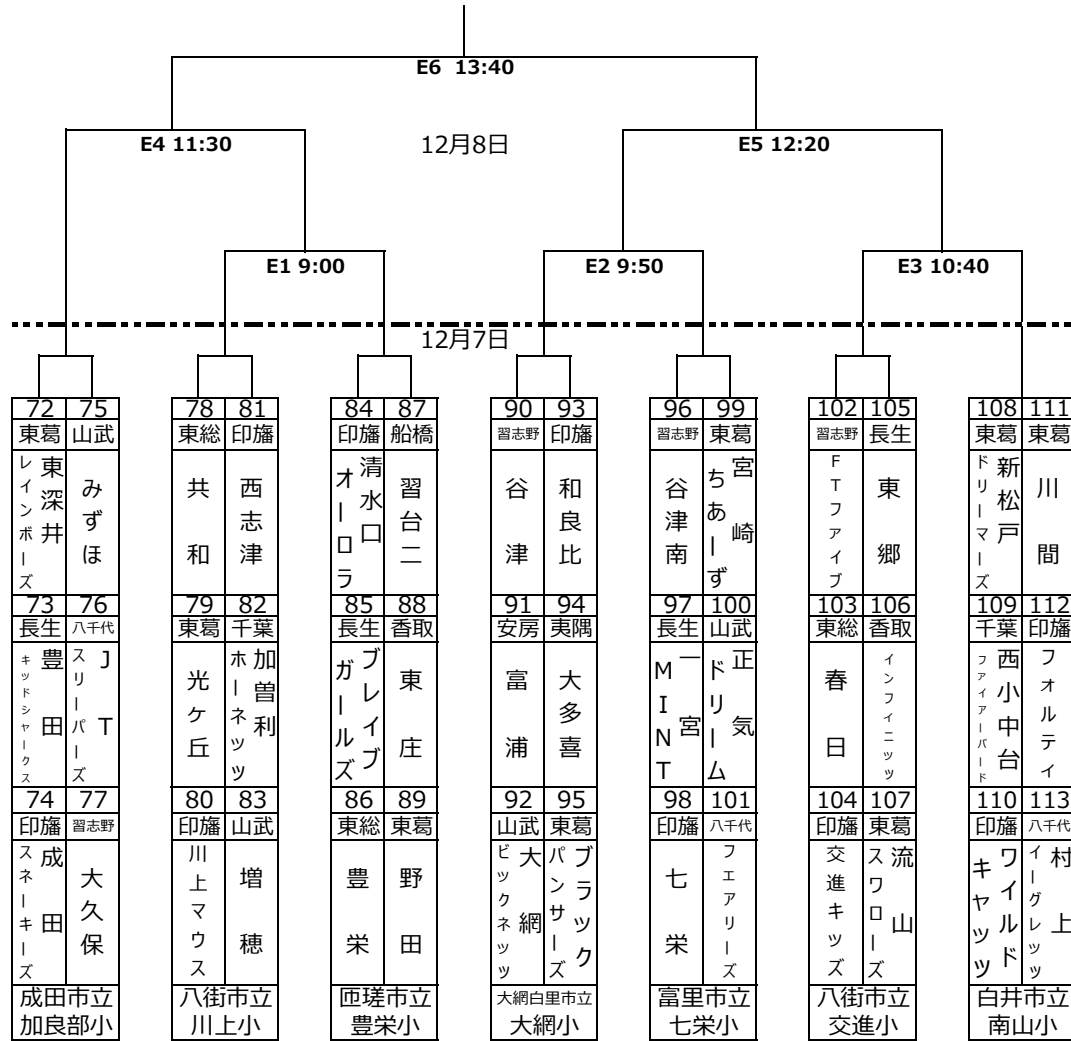 E6 13:40
E4 11:30
12月8日
E5 12:20
E1 9:00
E2 9:50
E3 10:40
12月7日
72 75 78 81 84 87 90 93 96 99 102 105 108 111
東葛 山武 東総 印旛 印旛 船橋 習志野 印旛 習志野 東葛 習志野 長生 東葛 東葛
東深井レインボーズ
みずほ
共和
西志津
清水口オーロラ
習台二
谷津
和良比
谷津南
宮崎ちあーず
FTファイブ
東郷
新松戸ドリーマーズ
川間
73 76 79 82 85 88 91 94 97 100 103 106 109 112
長生 八千代 東葛 千葉 長生 香取 安房 夷隅 長生 山武 東総 香取 千葉 印旛
豊田キッドシャークス
JTスリーパーズ
光ケ丘
加曽利ホーネッツ
ブレイブガールズ
東庄
富浦
大多喜
一宮MINT
正気ドリーム
春日
インフィニッツ
西小中台ファイアーバード
フォルティ
74 77 80 83 86 89 92 95 98 101 104 107 110 113
印旛 習志野 印旛 山武 東総 東葛 山武 東葛 印旛 八千代 印旛 東葛 印旛 八千代
成田スネーキーズ
大久保
川上マウス
増穂
豊栄
野田
大網ビックネッツ
ブラックパンサーズ
七栄
フェアリーズ
交進キッズ
流山スワローズ
ワイルドキャッツ
村上イーグレッツ
成田市立 八街市立 匝瑳市立 大網白里市立 富里市立 八街市立 白井市立
加良部小 川上小 豊栄小 大網小 七栄小 交進小 南山小